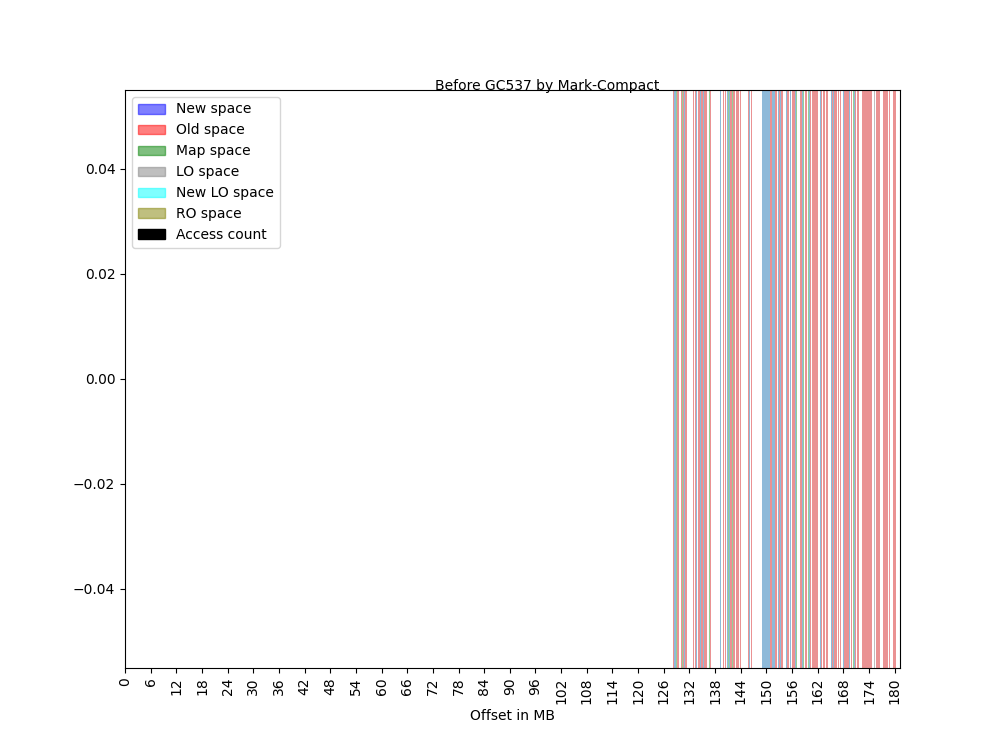 Before GC537 by Mark-Compact
New space
Old space
Map space
LO space
New LO space
RO space
Access count
0.04
0.02
0.00
−0.02
−0.04
0 6 12 18 24 30 36 42 48 54 60 66 72 78 84 90 96 102 108 114 120 126 132 138 144 150 156 162 168 174 180
Offset in MB